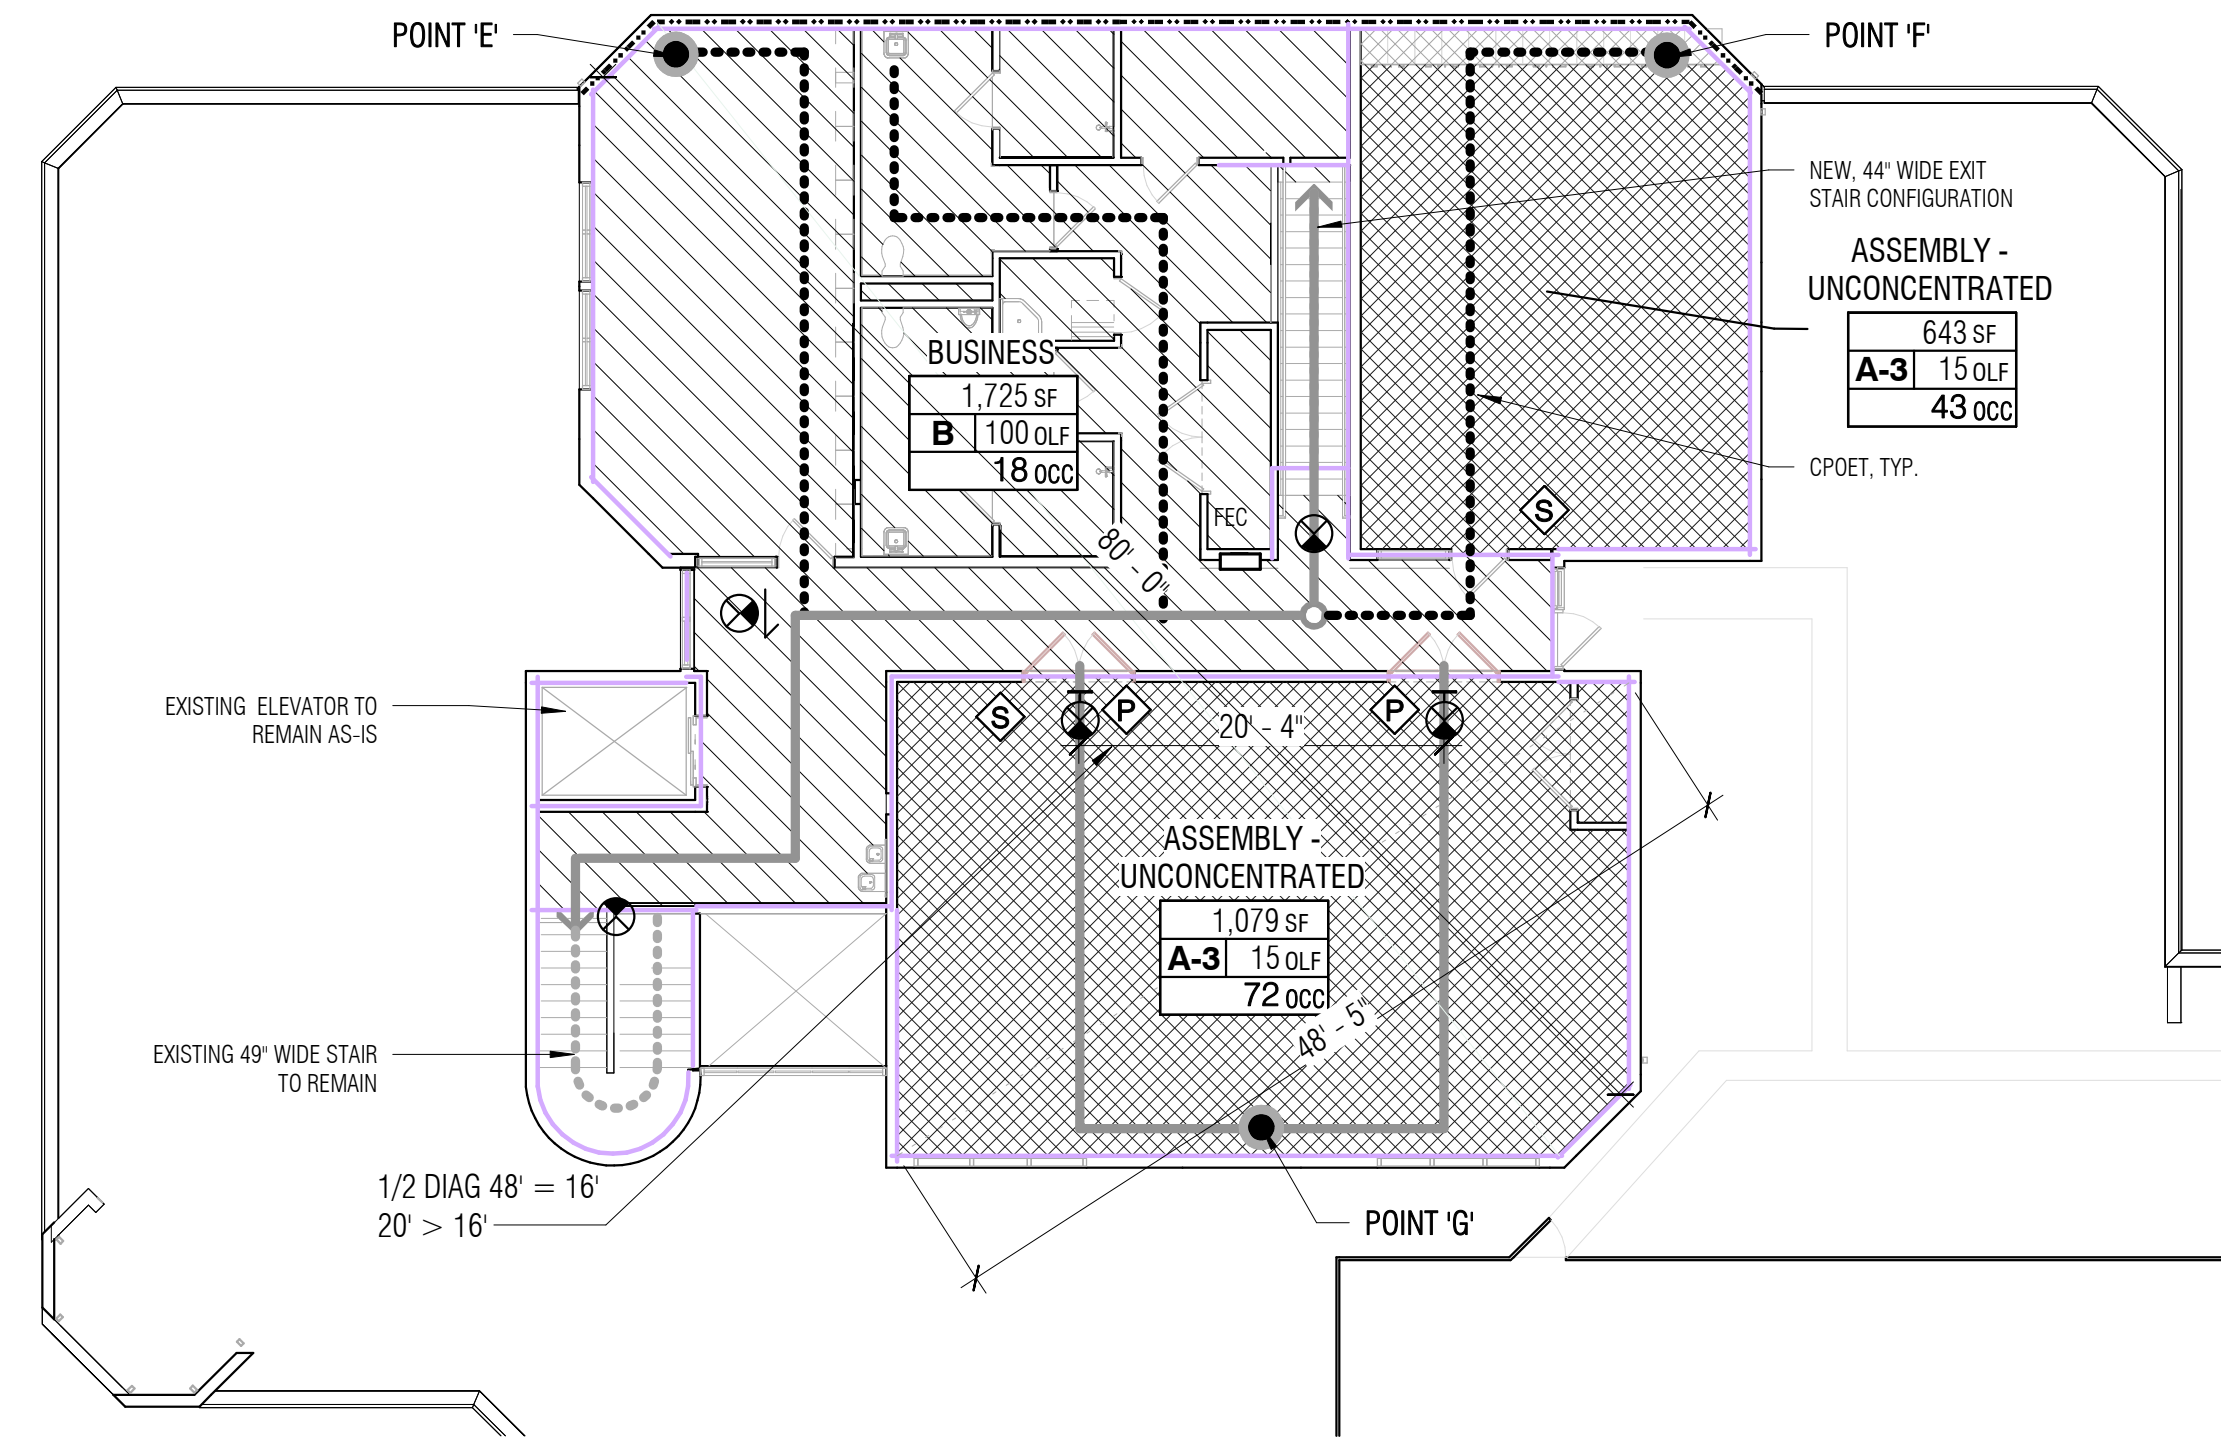 POINT 'E'
POINT 'F'
NEW, 44" WIDE EXIT
STAIR CONFIGURATION
ASSEMBLY -
UNCONCENTRATED
643 SF
A-3 15 OLF
43 OCC
BUSINESS
1,725 SF
B 100 OLF
18 OCC
CPOET, TYP.
S
FEC
80' - 0"
EXISTING ELEVATOR TO
REMAIN AS-IS
S
P
P
20' - 4"
ASSEMBLY -
UNCONCENTRATED
1,079 SF
A-3 15 OLF
72 OCC
48' - 5"
EXISTING 49" WIDE STAIR
TO REMAIN
1/2 DIAG 48' = 16'
20' > 16'
POINT 'G'